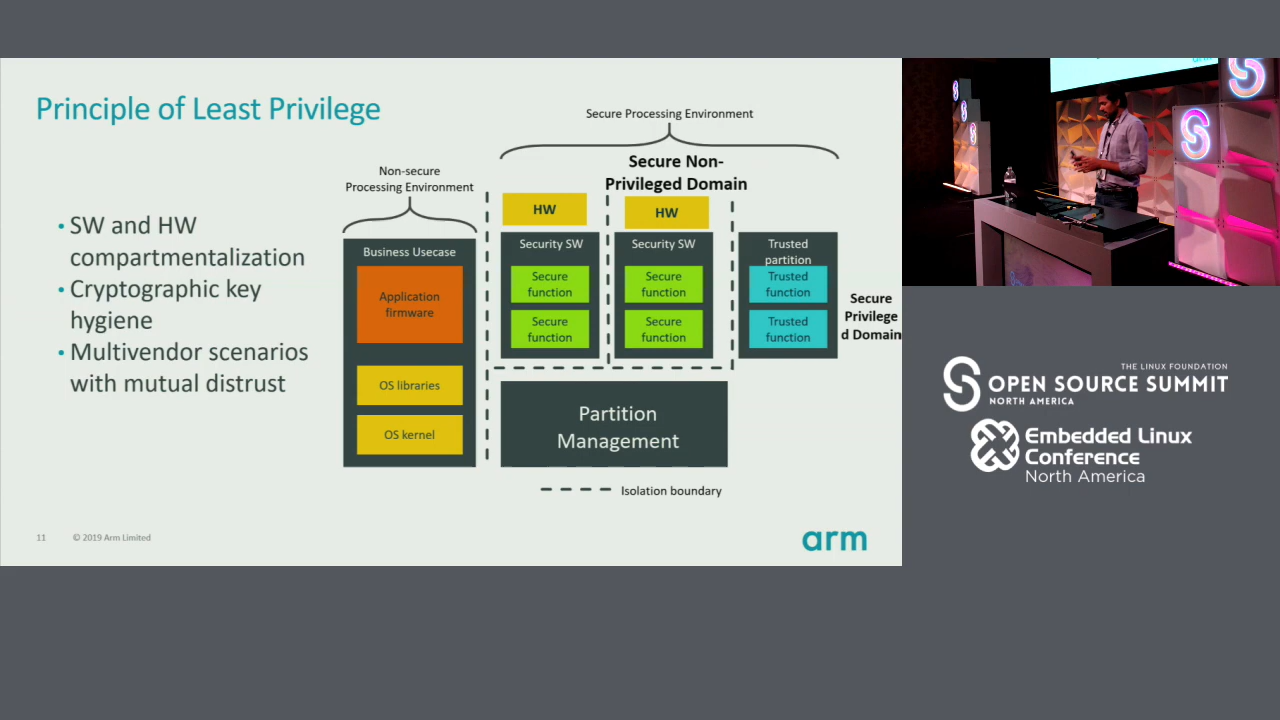 Principle of Least Privilege
• SW and HW
compartmentalization
• Cryptographic key
hygiene
• Multivendor scenarios
with mutual distrust
Non-secure
Processing Environment
Business Usecase
Application
firmware
OS libraries
OS kernel
Secure Processing Environment
Secure Non-
Privileged Domain
HW
Security SW
Secure
function
Secure
function
HW
Security SW
Secure
function
Secure
function
Trusted
partition
Trusted
function
Trusted
function
Secure
Privilege
d Domain
Partition
Management
Isolation boundary
11
© 2019 Arm Limited
arm
THE LINUX FOUNDATION
OPEN SOURCE SUMMIT
NORTH AMERICA
Embedded Linux
Conference
North America